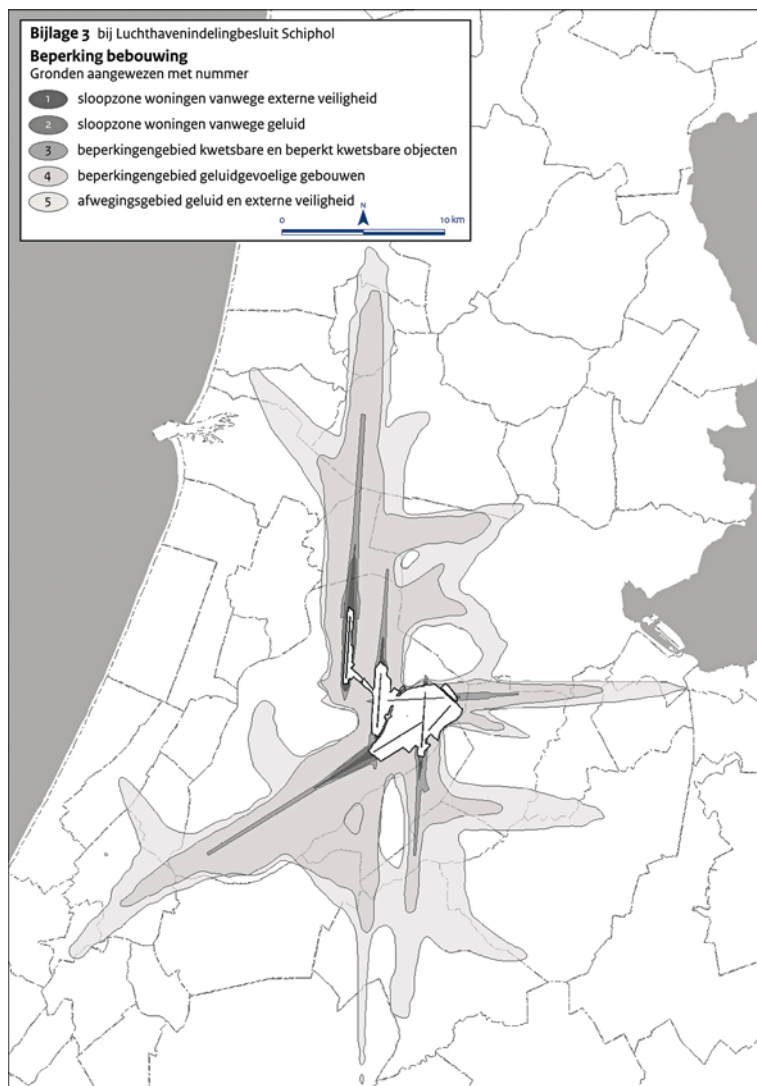 Bijlage 3 bij Luchthavenindelingbesluit Schiphol
Beperking bebouwing
Gronden aangewezen met nummer
1 sloopzone woningen vanwege externe veiligheid
2 sloopzone woningen vanwege geluid
3 beperkingengebied kwetsbare en beperkt kwetsbare objecten
4 beperkingengebied geluidgevoelige gebouwen
5 afwegingsgebied geluid en externe veiligheid
N
0 10 km